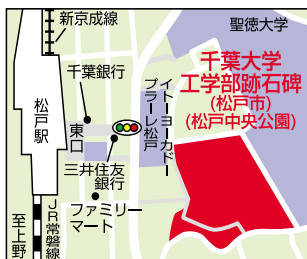 新京成線
聖徳大学
千葉大学
工学部跡石碑
(松戸市)
(松戸中央公園)
千葉銀行
松戸駅
東口
イトーヨーカドー
プラーレ松戸
三井住友
銀行
ファミリー
マート
JR常磐線
至上野